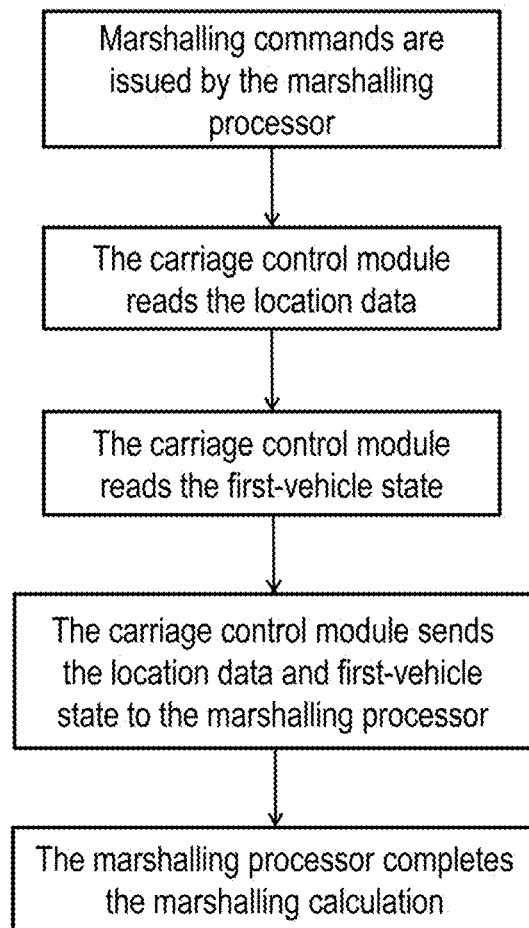 Marshalling commands are
issued by the marshalling
processor
The carriage control module
reads the location data
The carriage control module
reads the first-vehicle state
The carriage control module sends
the location data and first-vehicle
state to the marshalling processor
The marshalling processor completes
the marshalling calculation